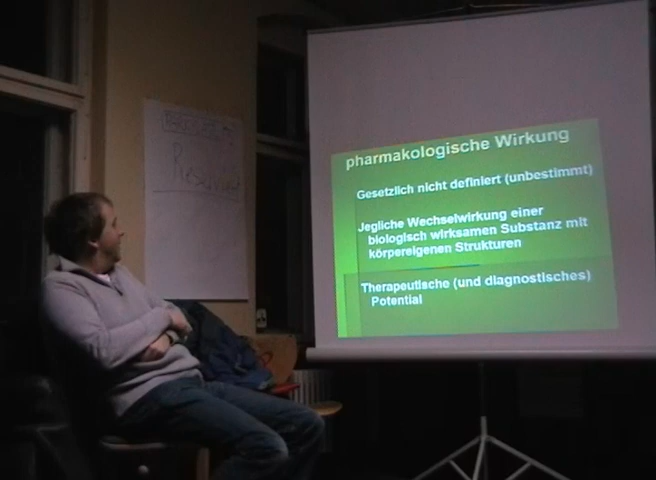 pharmakologische Wirkung
Gesetzlich nicht definiert (unbestimmt)
Jegliche Wechselwirkung einer
biologisch wirksamen Substanz mit
körpereigenen Strukturen
Therapeutische (und diagnostisches)
Potential